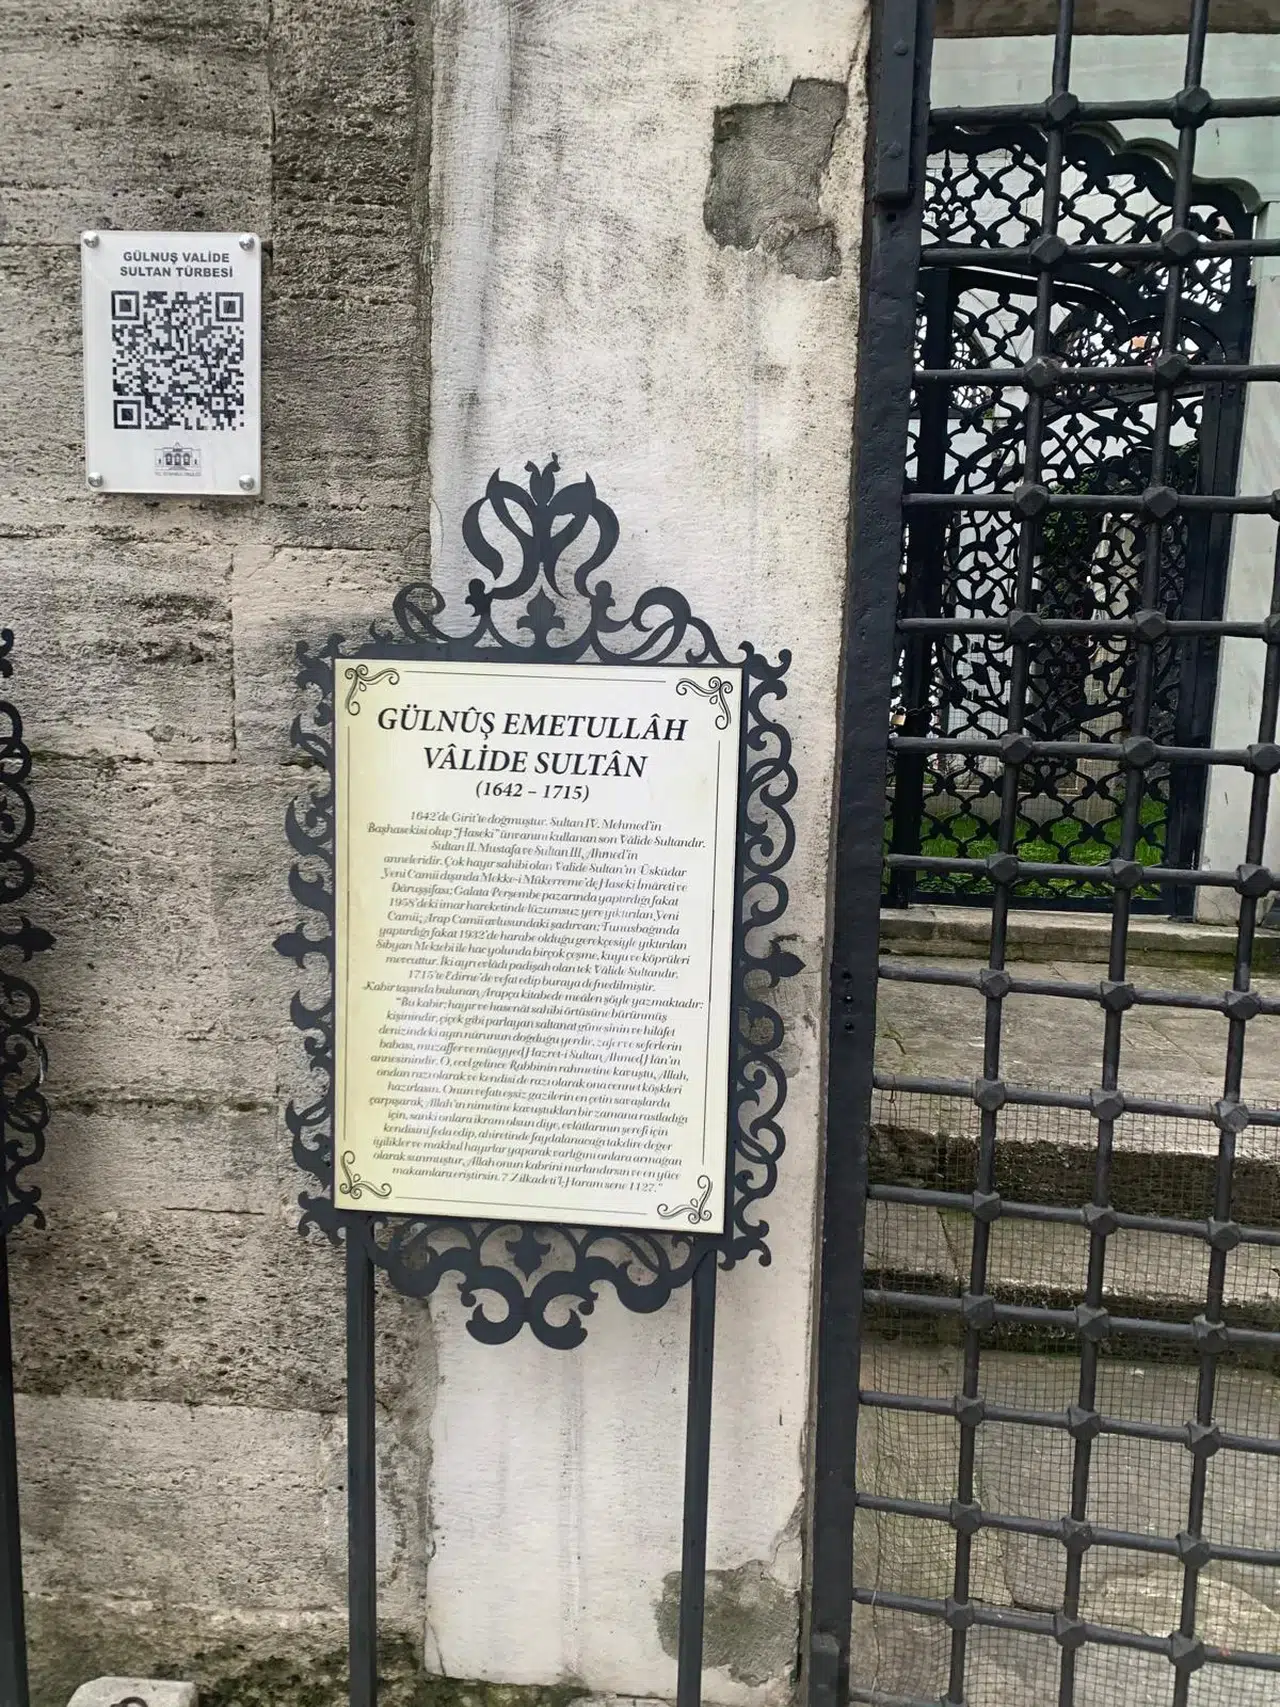 GÜLNUŞ VALİDE
SULTAN TÜRBESİ
GÜLNÛŞ EMETULLÂH
VÂLİDE SULTÂN
(1642 – 1715)
1642'de Girit'te doğmuştur. Sultan IV. Mehmed'in
Başhasekisi olup "Haseki" ünvanını kullanan son Vâlide Sultandır.
Sultan II. Mustafa ve Sultan III. Ahmed'in
anneleridir. Çok hayır sahibi olan Valide Sultan'ın Üsküdar
Yeni Camii dışında Mekke-i Mükerreme'de Haseki İmâreti ve
Dârüşşifası; Galata Perşembe pazarında yaptırdığı fakat
1958'deki imar hareketinde lüzumsuz yere yıktırılan Yeni
Camii; Arap Camii avlusundaki şadırvan; Tunusbağında
yaptırdığı fakat 1932'de harabe olduğu gerekçesiyle yıktırılan
Sıbyan Mektebi ile hac yolunda birçok çeşme, kuyu ve köprüleri
mevcuttur. İki ayrı evlâdı padişah olan tek Vâlide Sultandır.
1715'te Edirne'de vefat edip buraya defnedilmiştir.
Kabir taşında bulunan Arapça kitabede meâlen şöyle yazmaktadır:
"Bu kabir; hayır ve hasenât sahibi örtüsüne bürünmüş
kişinindir, çiçek gibi parlayan saltanat güneşinin ve hilâfet
denizindeki ayın nurunun doğduğu yerdir, zafer ve seferlerin
babası, muzaffer ve müeyyed Hazret-i Sultan Ahmed Hân'ın
annesinindir. O, ecel gelince Rabbinin rahmetine kavuştu, Allah,
ondan razı olarak ve kendisi de razı olarak ona cennet köşkleri
hazırlasın. Onun vefatı eşsiz gazilerin en çetin savaşlarda
çarpışarak Allah'ın nimetine kavuştukları bir zamana rastladığı
için, sanki onlara ikram olsun diye, evlâtlarının şerefi için
kendisini feda edip, ahiretinde faydalanacağı takdire değer
iyilikler ve makbul hayırlar yaparak varlığını onlara armağan
olarak sunmuştur, Allah onun kabrini nurlandırsın ve en yüce
makamlara eriştirsin. 7 Zilkadeti'l-Haram sene 1127."